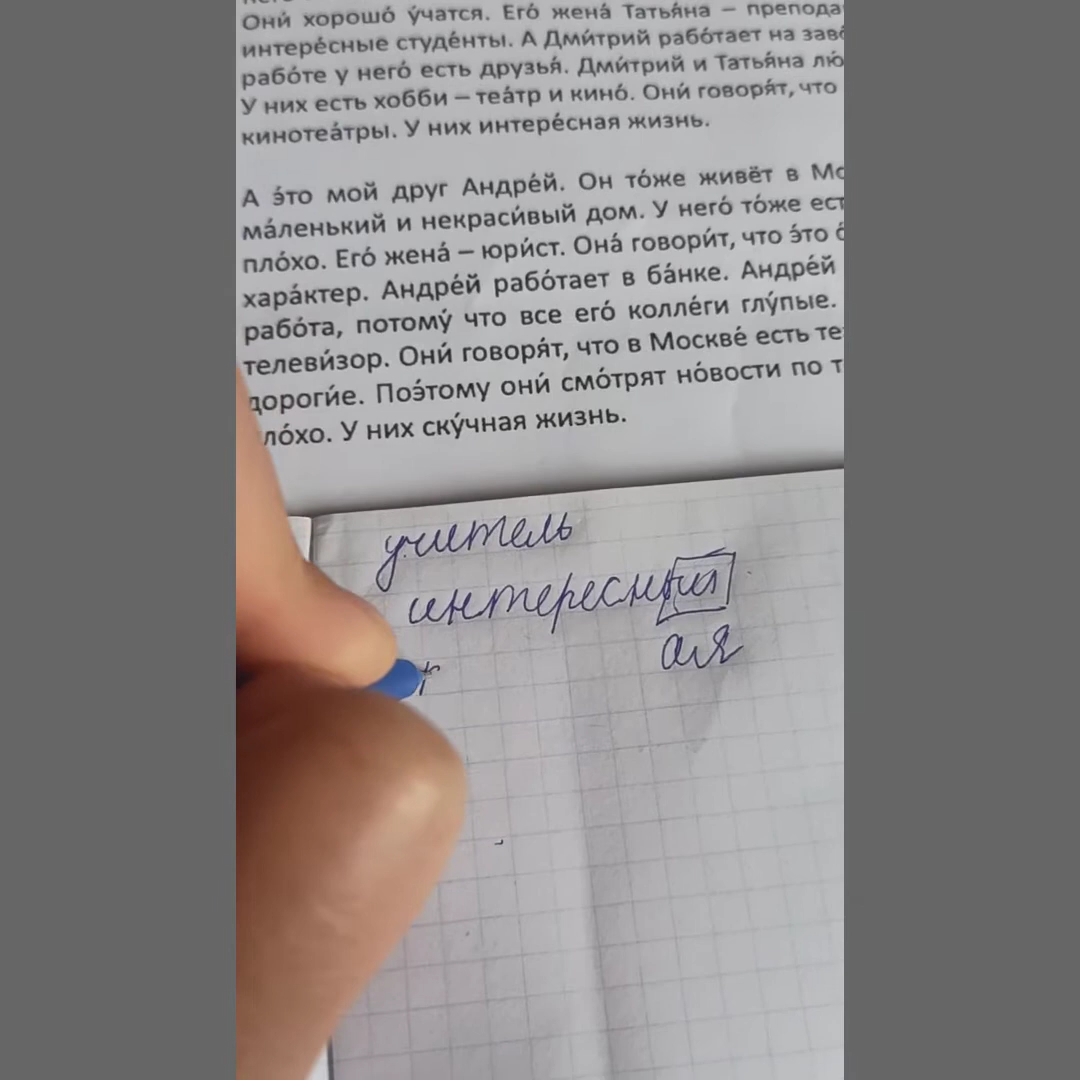 Они́ хорошо́ у́чатся. Его́ жена́ Татья́на – препода
интере́сные студе́нты. А Дми́трий рабо́тает на заво́
рабо́те у него́ есть друзья́. Дми́трий и Татья́на лю́
У них есть хобби – теа́тр и кино́. Они́ говоря́т, что
кинотеа́тры. У них интере́сная жизнь.
А э́то мой друг Андре́й. Он то́же живёт в Мо
ма́ленький и некраси́вый дом. У него́ то́же ест
пло́хо. Его́ жена́ – юри́ст. Она́ говори́т, что э́то
хара́ктер. Андре́й рабо́тает в ба́нке. Андре́й
рабо́та, потому́ что все его́ колле́ги глу́пые.
телеви́зор. Они́ говоря́т, что в Москве́ есть те
дороги́е. Поэ́тому они́ смо́трят но́вости по т
ло́хо. У них ску́чная жизнь.
учитель
интересный
ая